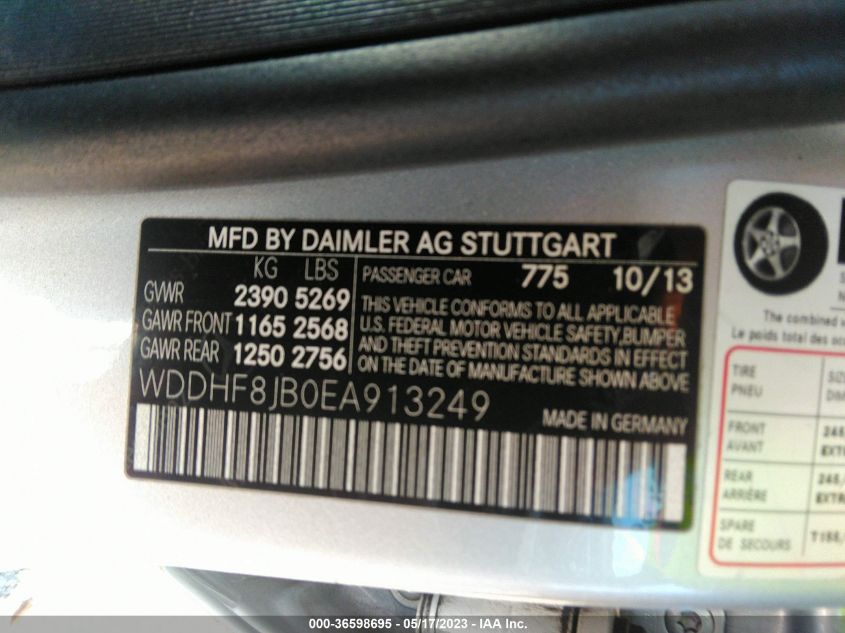 MFD BY DAIMLER AG STUTTGART
KG LBS
GVWR 2390 5269
GAWR FRONT 1165 2568
GAWR REAR 1250 2756
PASSENGER CAR 775 10/13
THIS VEHICLE CONFORMS TO ALL APPLICABLE
U.S. FEDERAL MOTOR VEHICLE SAFETY,BUMPER
AND THEFT PREVENTION STANDARDS IN EFFECT
ON THE DATE OF MANUFACTURE SHOWN ABOVE
WDDHF8JB0EA913249
MADE IN GERMANY
The combined
Le poids total des
TIRE
PNEU
FRONT
AVANT
REAR
ARRIÈRE
SPARE
DE SECOURS
000-36598695 - 05/17/2023 - IAA Inc.